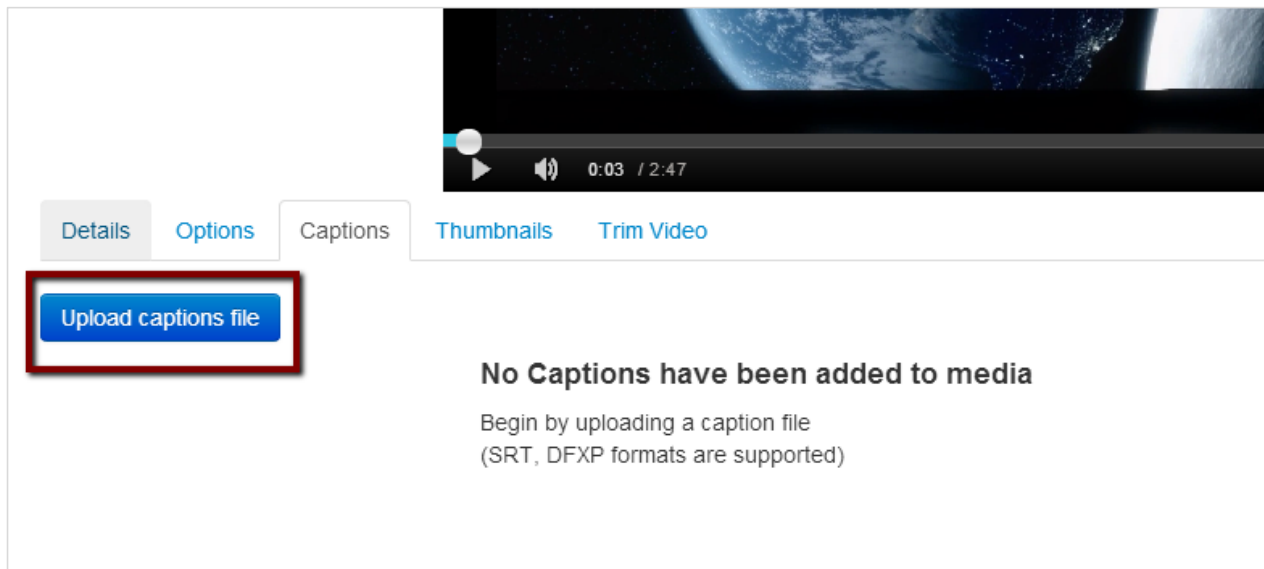 0:03 / 2:47
Details Options Captions Thumbnails Trim Video
Upload captions file
No Captions have been added to media
Begin by uploading a caption file
(SRT, DFXP formats are supported)